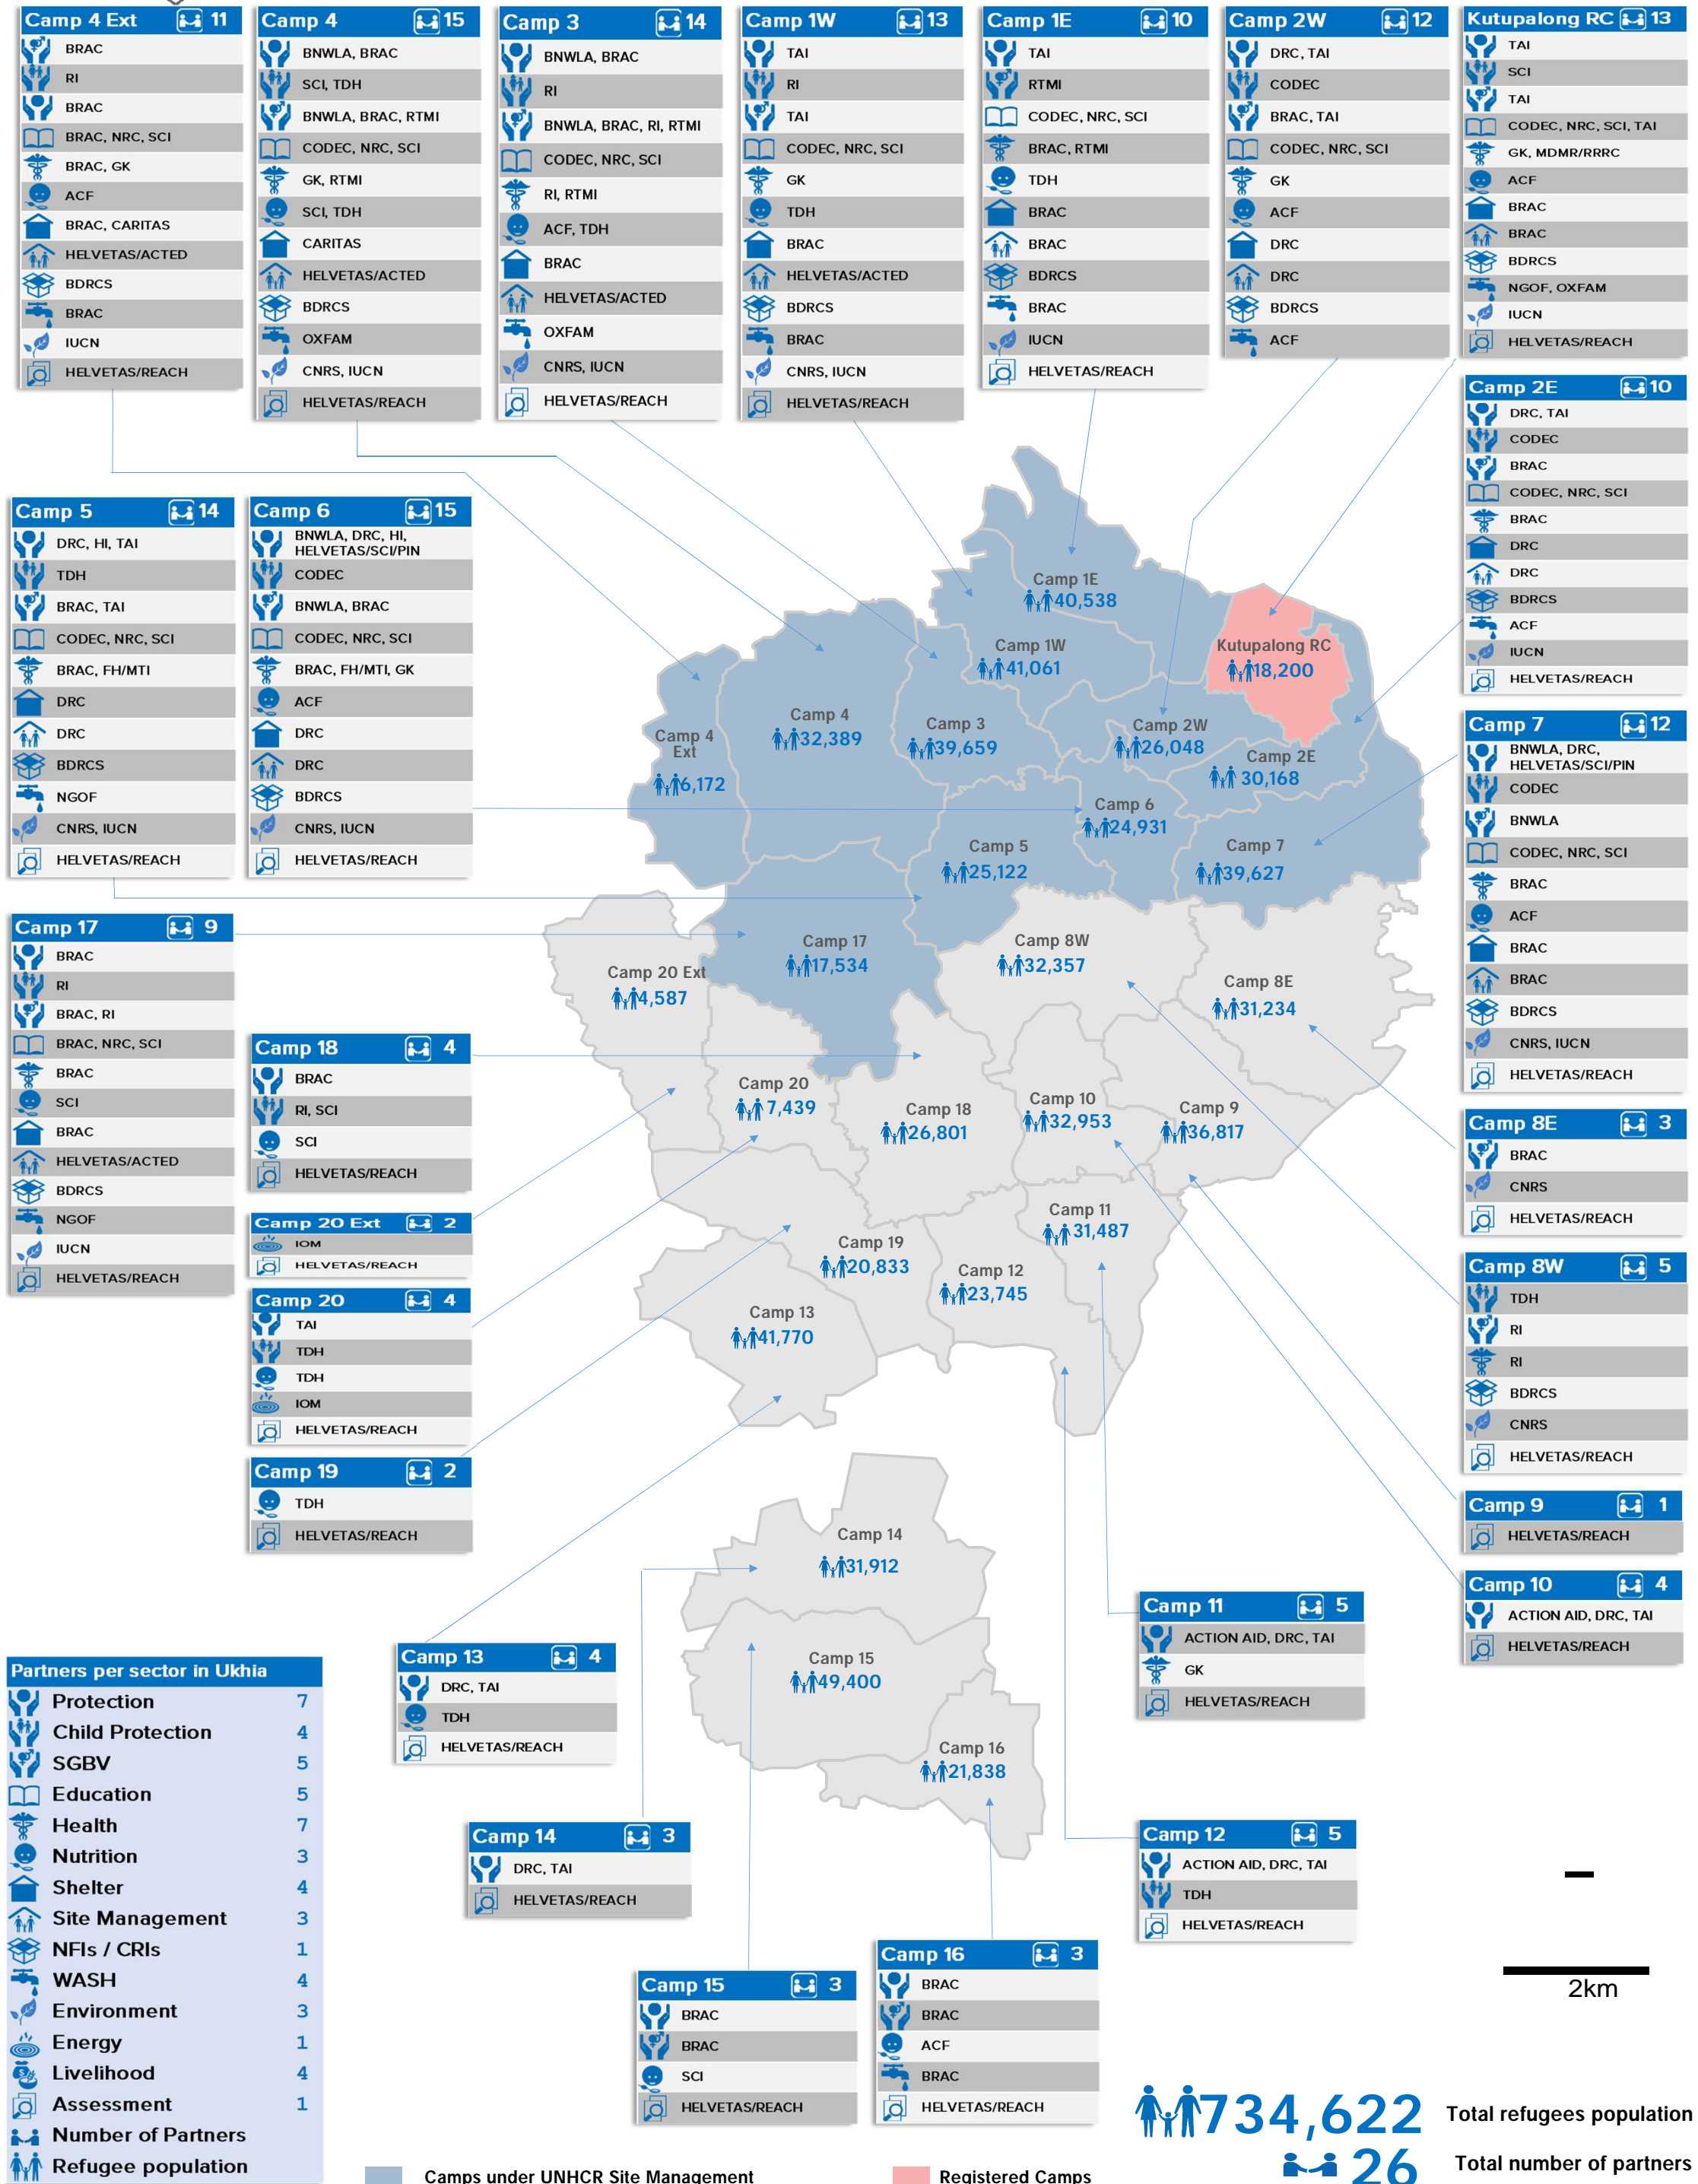 Camp 4 Ext 11
BRAC
RI
BRAC
BRAC, NRC, SCI
BRAC, GK
ACF
BRAC, CARITAS
HELVETAS/ACTED
BDRCS
BRAC
IUCN
HELVETAS/REACH
Camp 4 15
BNWLA, BRAC
SCI, TDH
BNWLA, BRAC, RTMI
CODEC, NRC, SCI
GK, RTMI
SCI, TDH
CARITAS
HELVETAS/ACTED
BDRCS
OXFAM
CNRS, IUCN
HELVETAS/REACH
Camp 3 14
BNWLA, BRAC
RI
BNWLA, BRAC, RI, RTMI
CODEC, NRC, SCI
RI, RTMI
ACF, TDH
BRAC
HELVETAS/ACTED
OXFAM
CNRS, IUCN
HELVETAS/REACH
Camp 1W 13
TAI
RI
TAI
CODEC, NRC, SCI
GK
TDH
BRAC
HELVETAS/ACTED
BDRCS
BRAC
CNRS, IUCN
HELVETAS/REACH
Camp 1E 10
TAI
RTMI
CODEC, NRC, SCI
BRAC, RTMI
TDH
BRAC
BRAC
BDRCS
BRAC
IUCN
HELVETAS/REACH
Camp 2W 12
DRC, TAI
CODEC
BRAC, TAI
CODEC, NRC, SCI
GK
ACF
DRC
DRC
BDRCS
ACF
Kutupalong RC 13
TAI
SCI
TAI
CODEC, NRC, SCI, TAI
GK, MDMR/RRRC
ACF
BRAC
BRAC
BDRCS
NGOF, OXFAM
IUCN
HELVETAS/REACH
Camp 2E 10
DRC, TAI
CODEC
BRAC
CODEC, NRC, SCI
BRAC
DRC
DRC
BDRCS
ACF
IUCN
HELVETAS/REACH
Camp 5 14
DRC, HI, TAI
TDH
BRAC, TAI
CODEC, NRC, SCI
BRAC, FH/MTI
DRC
DRC
BDRCS
NGOF
CNRS, IUCN
HELVETAS/REACH
Camp 6 15
BNWLA, DRC, HI,
HELVETAS/SCI/PIN
CODEC
BNWLA, BRAC
CODEC, NRC, SCI
BRAC, FH/MTI, GK
ACF
DRC
DRC
BDRCS
CNRS, IUCN
HELVETAS/REACH
Camp 7 12
BNWLA, DRC,
HELVETAS/SCI/PIN
CODEC
BNWLA
CODEC, NRC, SCI
BRAC
ACF
BRAC
BRAC
BDRCS
CNRS, IUCN
HELVETAS/REACH
Camp 1E
40,538
Camp 1W
41,061
Kutupalong RC
18,200
Camp 4
32,389
Camp 3
39,659
Camp 2W
26,048
Camp 4
Ext
6,172
Camp 2E
30,168
Camp 6
24,931
Camp 5
25,122
Camp 7
39,627
Camp 17
17,534
Camp 8W
32,357
Camp 20 Ext
4,587
Camp 8E
31,234
Camp 20
7,439
Camp 18
26,801
Camp 10
32,953
Camp 9
36,817
Camp 11
31,487
Camp 19
20,833
Camp 12
23,745
Camp 13
41,770
Camp 14
31,912
Camp 15
49,400
Camp 16
21,838
Camp 17 9
BRAC
RI
BRAC, RI
BRAC, NRC, SCI
BRAC
SCI
BRAC
HELVETAS/ACTED
BDRCS
NGOF
IUCN
HELVETAS/REACH
Camp 18 4
BRAC
RI, SCI
SCI
HELVETAS/REACH
Camp 20 Ext 2
IOM
HELVETAS/REACH
Camp 20 4
TAI
TDH
TDH
IOM
HELVETAS/REACH
Camp 19 2
TDH
HELVETAS/REACH
Camp 8E 3
BRAC
CNRS
HELVETAS/REACH
Camp 8W 5
TDH
RI
RI
BDRCS
CNRS
HELVETAS/REACH
Camp 9 1
HELVETAS/REACH
Camp 10 4
ACTION AID, DRC, TAI
HELVETAS/REACH
Camp 11 5
ACTION AID, DRC, TAI
GK
HELVETAS/REACH
Camp 13 4
DRC, TAI
TDH
HELVETAS/REACH
Camp 14 3
DRC, TAI
HELVETAS/REACH
Camp 12 5
ACTION AID, DRC, TAI
TDH
HELVETAS/REACH
Camp 15 3
BRAC
BRAC
SCI
HELVETAS/REACH
Camp 16 3
BRAC
BRAC
ACF
BRAC
HELVETAS/REACH
Partners per sector in Ukhia
Protection 7
Child Protection 4
SGBV 5
Education 5
Health 7
Nutrition 3
Shelter 4
Site Management 3
NFIs / CRIs 1
WASH 4
Environment 3
Energy 1
Livelihood 4
Assessment 1
Number of Partners
Refugee population
2km
734,622 Total refugees population
26 Total number of partners
Camps under UNHCR Site Management
Registered Camps